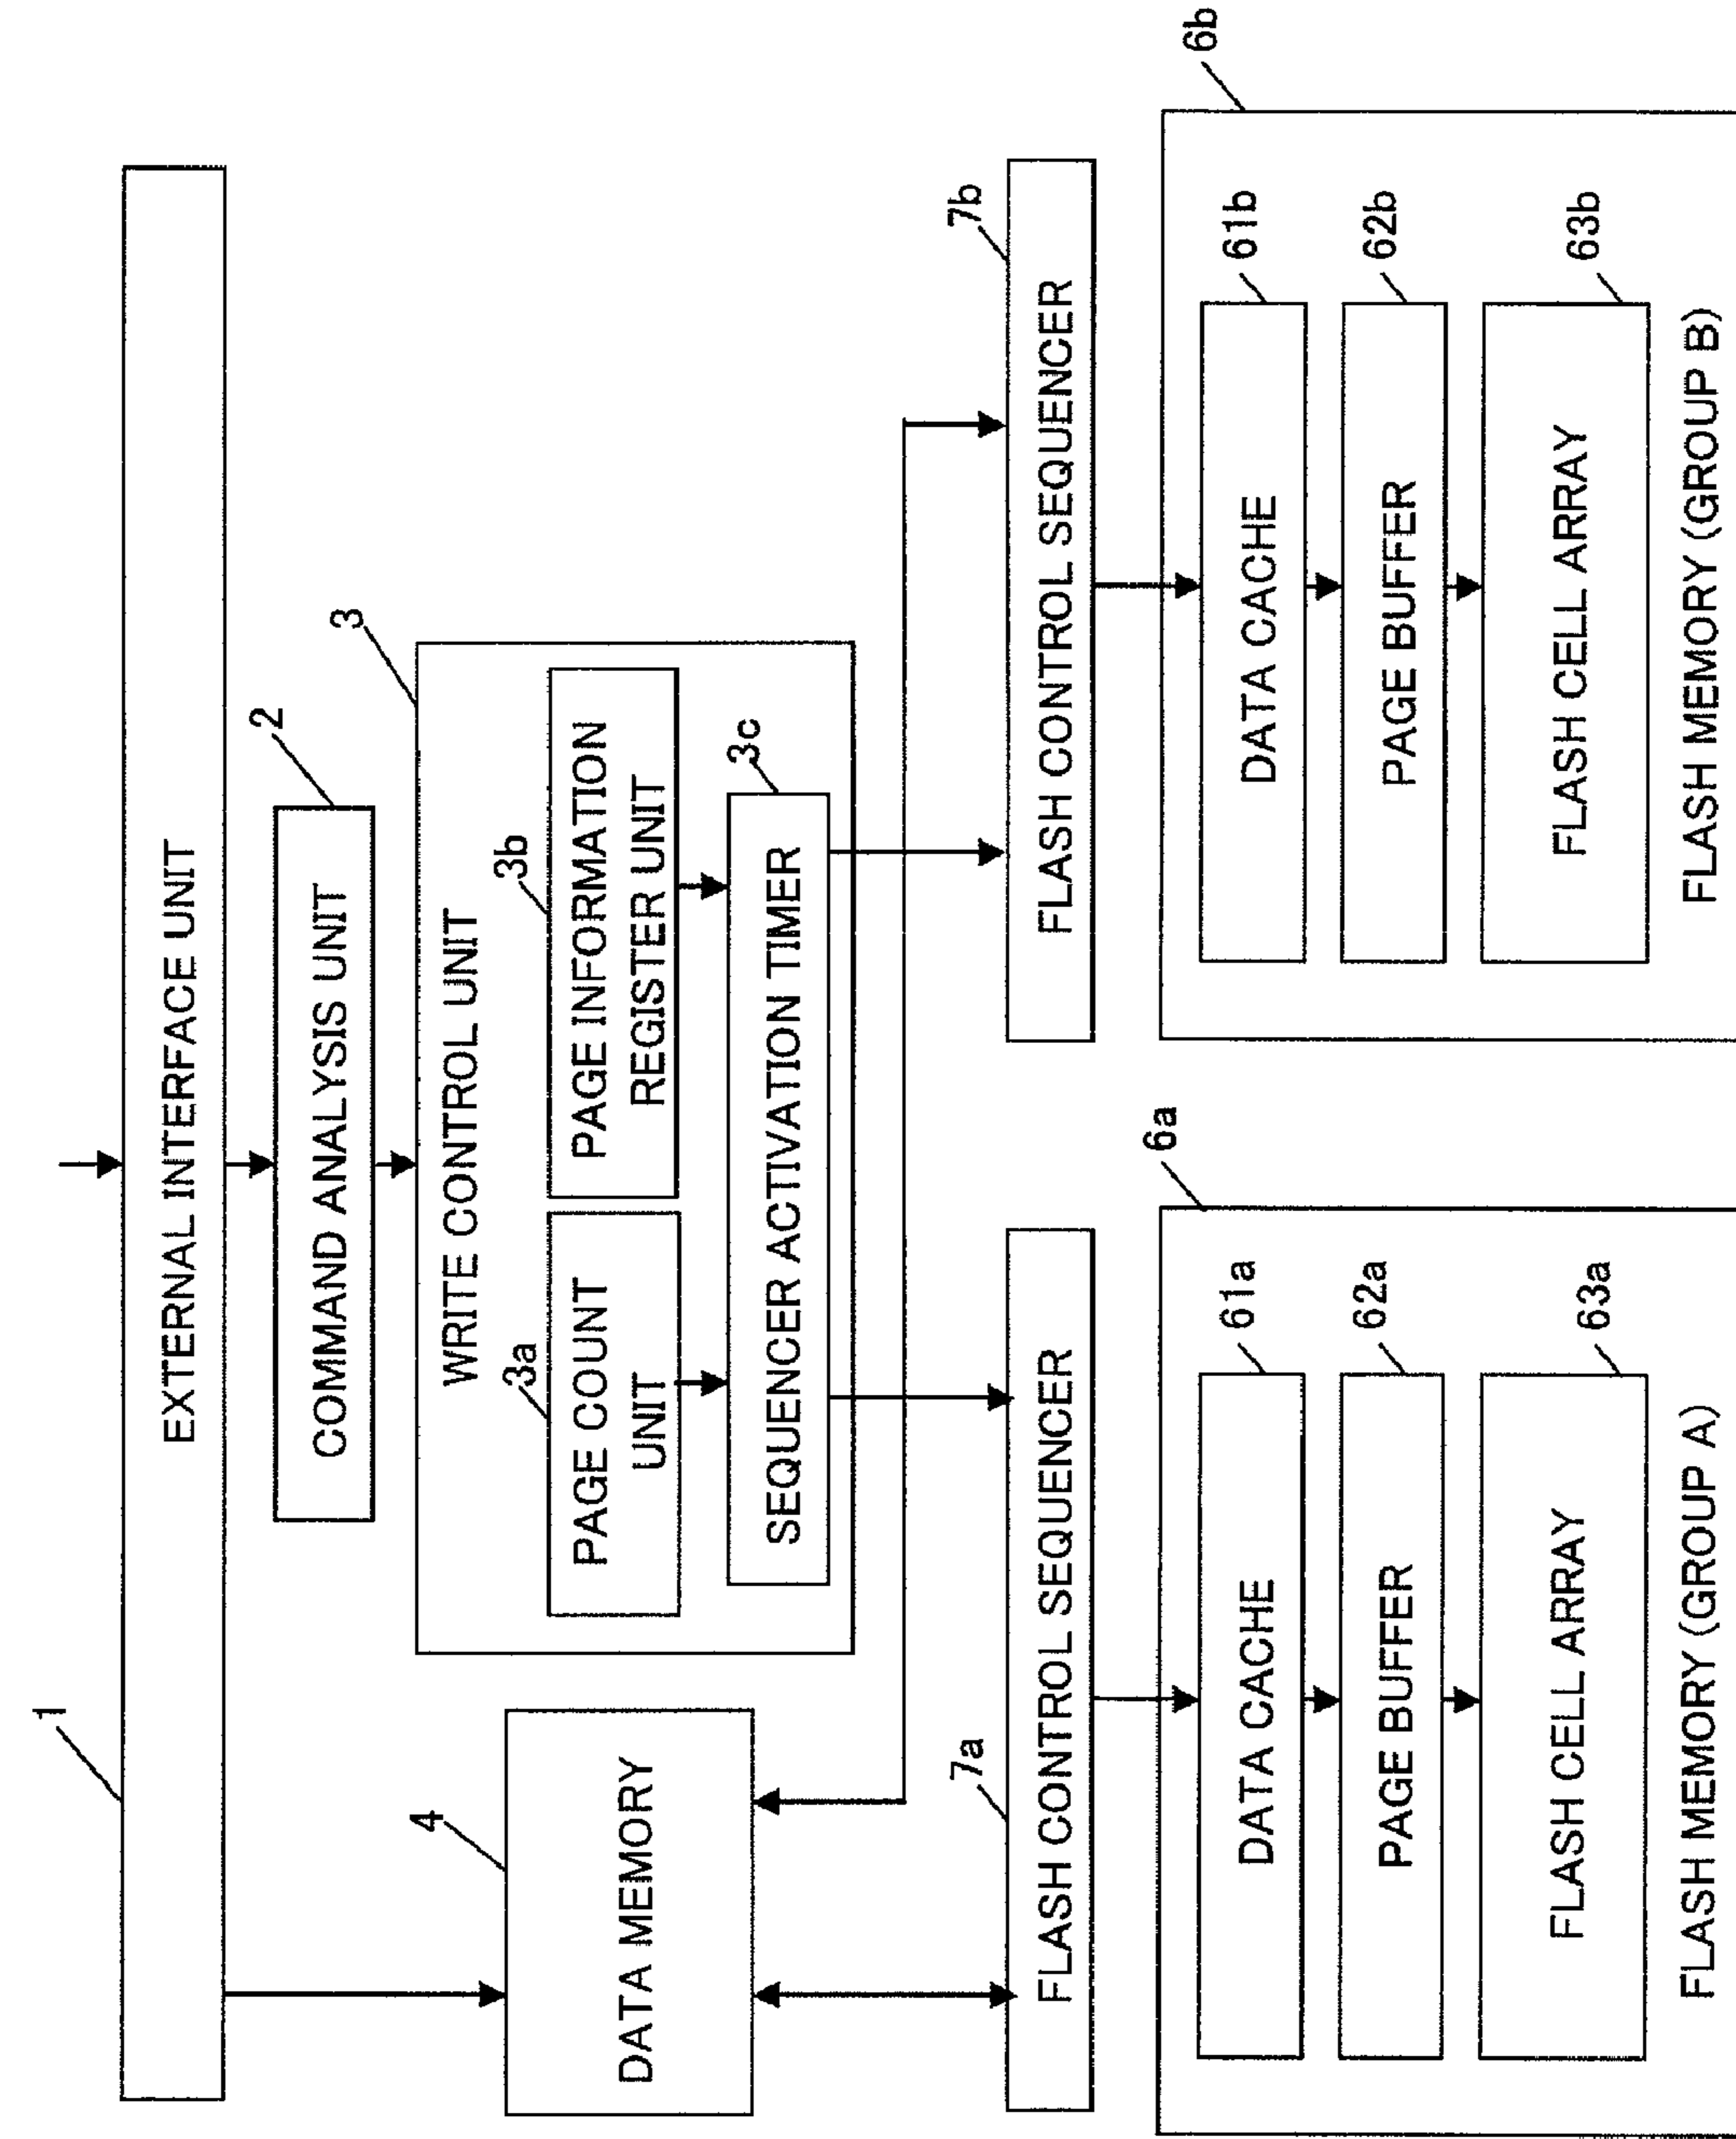 1
EXTERNAL INTERFACE UNIT
2
COMMAND ANALYSIS UNIT
3
WRITE CONTROL UNIT
3a
PAGE COUNT
UNIT
3b
PAGE INFORMATION
REGISTER UNIT
3c
SEQUENCER ACTIVATION TIMER
4
DATA MEMORY
7a
FLASH CONTROL SEQUENCER
7b
FLASH CONTROL SEQUENCER
6a
DATA CACHE
61a
PAGE BUFFER
62a
FLASH CELL ARRAY
63a
FLASH MEMORY (GROUP A)
6b
DATA CACHE
61b
PAGE BUFFER
62b
FLASH CELL ARRAY
63b
FLASH MEMORY (GROUP B)